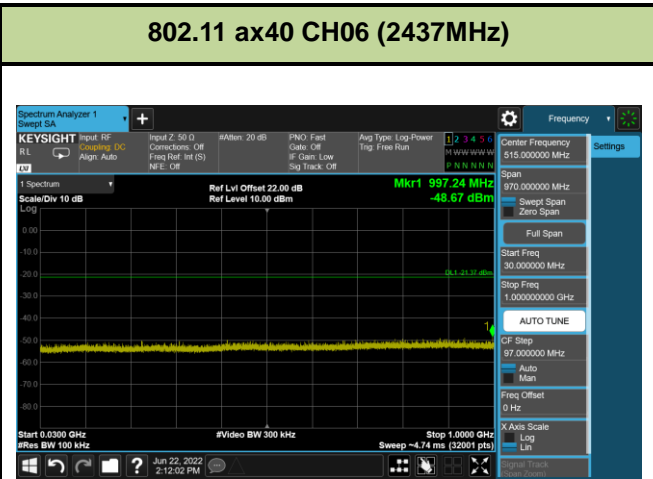 802.11 ax40 CH06 (2437MHz)
Spectrum Analyzer 1
Swept SA
+
Frequency
KEYSIGHT
RL
LXI
Input: RF
Coupling: DC
Align: Auto
Input Z: 50 Ω
Corrections: Off
Freq Ref: Int (S)
NFE: Off
#Atten: 20 dB
PNO: Fast
Gate: Off
IF Gain: Low
Sig Track: Off
Avg Type: Log-Power
Trig: Free Run
1 2 3 4 5 6
M W W W W W
P N N N N N
1 Spectrum
Scale/Div 10 dB
Log
Ref Lvl Offset 22.00 dB
Ref Level 10.00 dBm
Mkr1 997.24 MHz
-48.67 dBm
0.00
-10.0
-20.0
DL1 -21.37 dBm
-30.0
-40.0
1
-50.0
-60.0
-70.0
-80.0
Start 0.0300 GHz
#Res BW 100 kHz
#Video BW 300 kHz
Stop 1.0000 GHz
Sweep ~4.74 ms (32001 pts)
Center Frequency
515.000000 MHz
Settings
Span
970.000000 MHz
Swept Span
Zero Span
Full Span
Start Freq
30.000000 MHz
Stop Freq
1.000000000 GHz
AUTO TUNE
CF Step
97.000000 MHz
Auto
Man
Freq Offset
0 Hz
X Axis Scale
Log
Lin
Signal Track
(Span Zoom)
?
Jun 22, 2022
2:12:02 PM